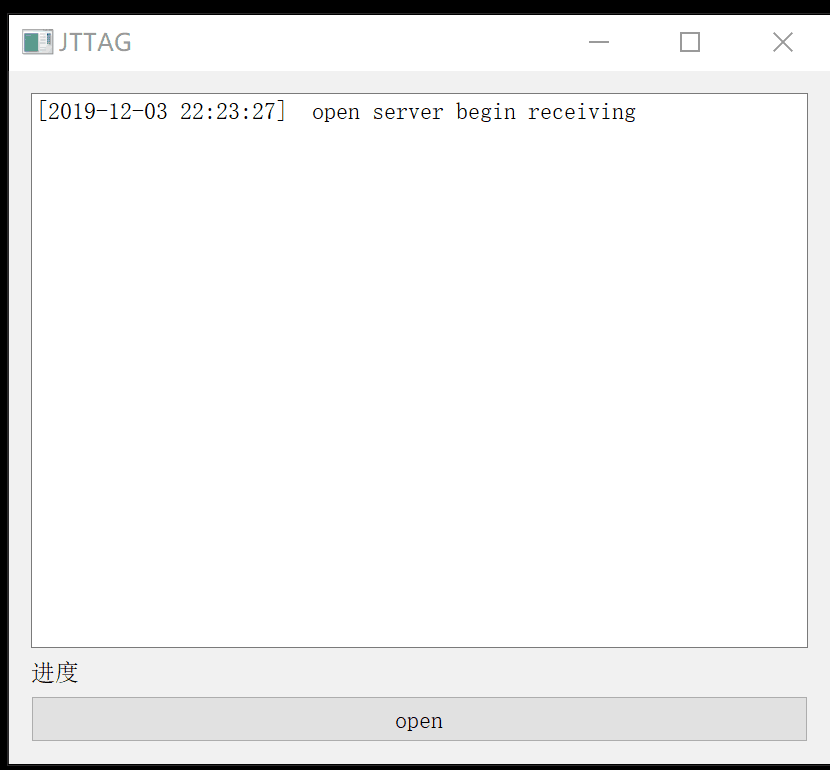 JTTAG
[2019-12-03 22:23:27]  open server begin receiving
进度
open